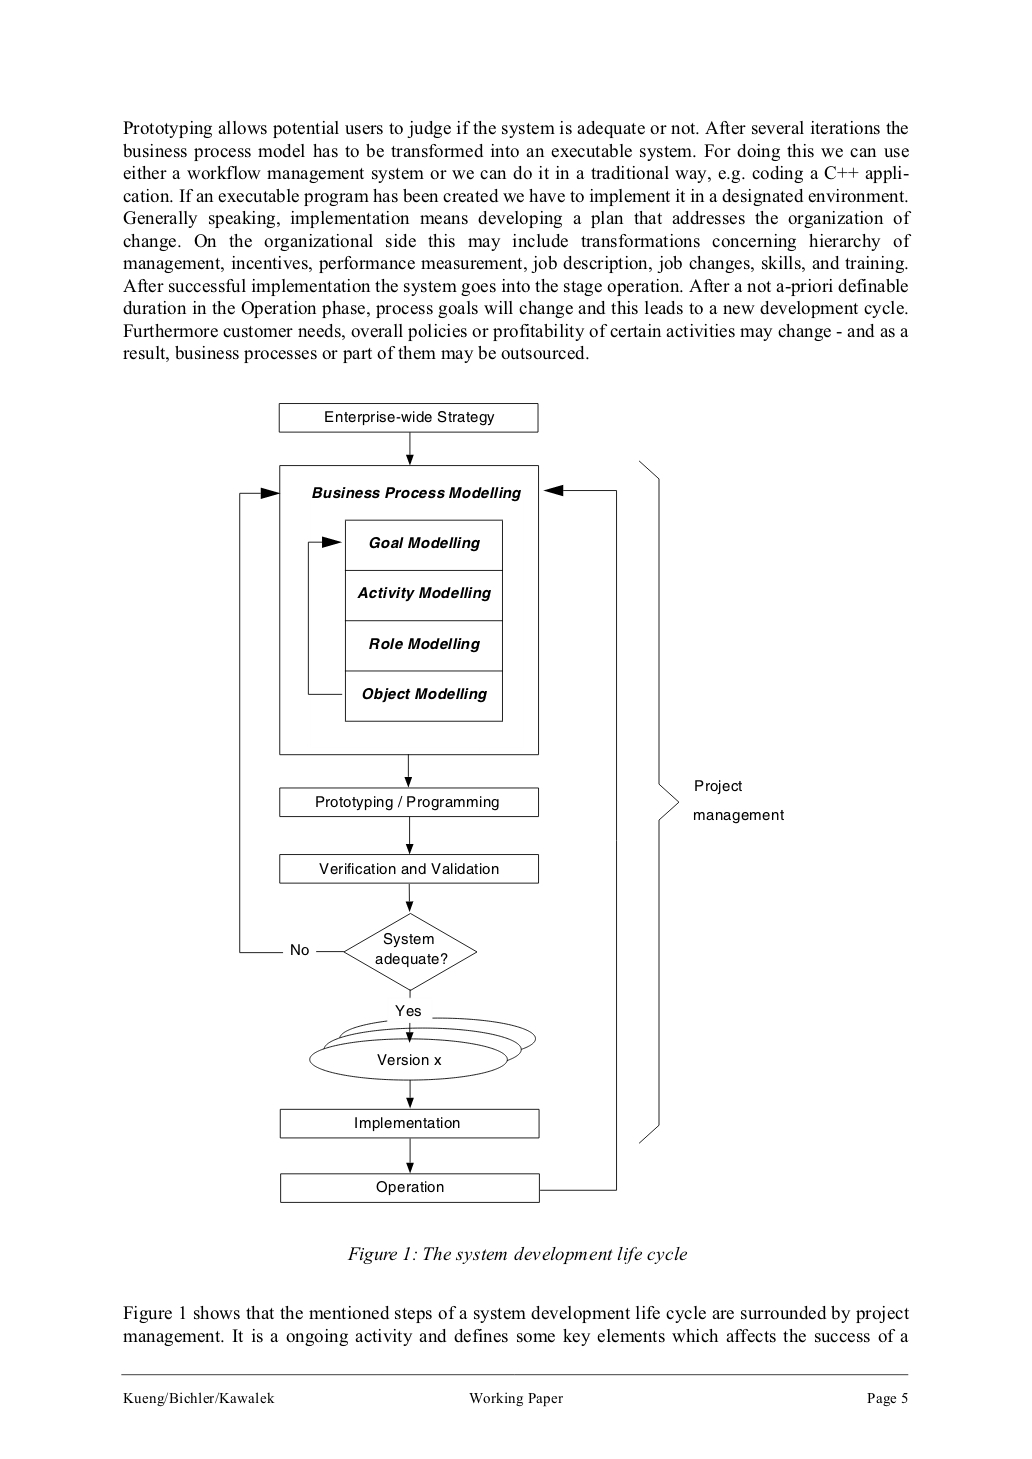 Prototyping allows potential users to judge if the system is adequate or not. After several iterations the
business process model has to be transformed into an executable system. For doing this we can use
either a workflow management system or we can do it in a traditional way, e.g. coding a C++ appli-
cation. If an executable program has been created we have to implement it in a designated environment.
Generally speaking, implementation means developing a plan that addresses the organization of
change. On the organizational side this may include transformations concerning hierarchy of
management, incentives, performance measurement, job description, job changes, skills, and training.
After successful implementation the system goes into the stage operation. After a not a-priori definable
duration in the Operation phase, process goals will change and this leads to a new development cycle.
Furthermore customer needs, overall policies or profitability of certain activities may change - and as a
result, business processes or part of them may be outsourced.
Enterprise-wide Strategy
Business Process Modelling
Goal Modelling
Activity Modelling
Role Modelling
Object Modelling
Project
management
Prototyping / Programming
Verification and Validation
System
adequate?
No
Yes
Version x
Implementation
Operation
Figure 1: The system development life cycle
Figure 1 shows that the mentioned steps of a system development life cycle are surrounded by project
management. It is a ongoing activity and defines some key elements which affects the success of a
Kueng/Bichler/Kawalek Working Paper Page 5